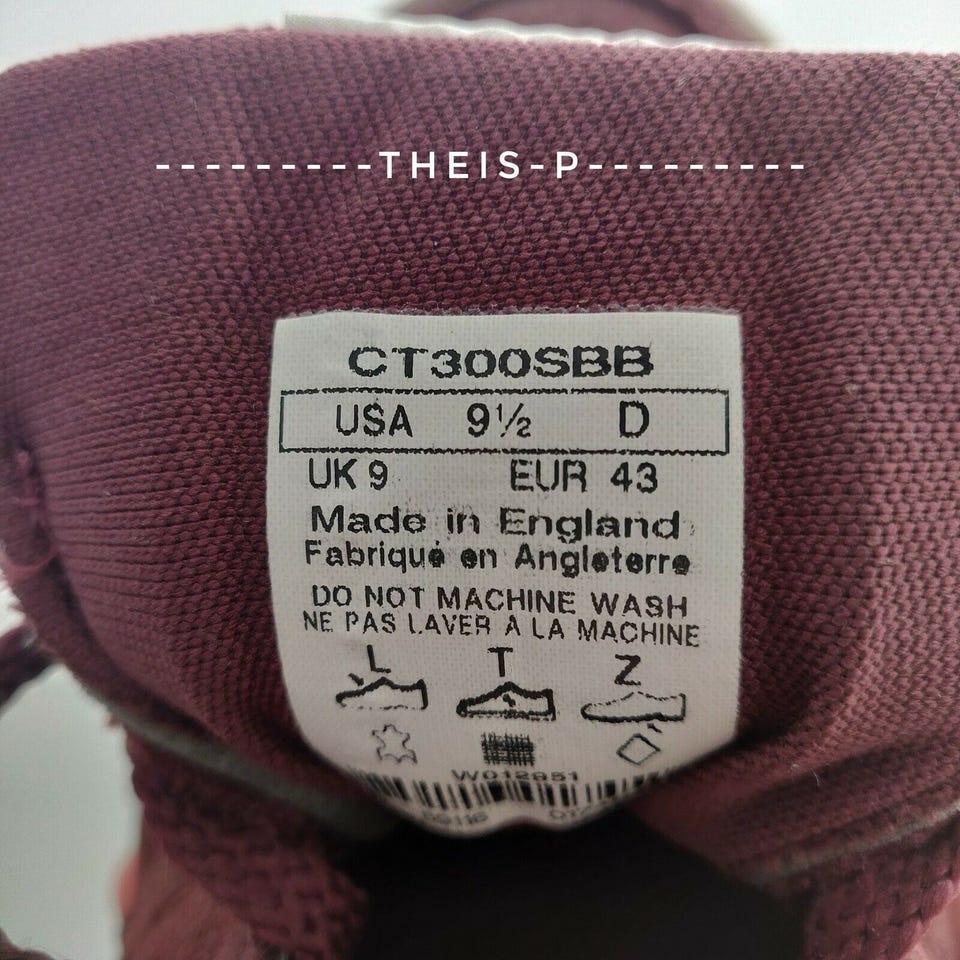 ---------THEIS-P---------
CT300SBB
USA 9½ D
UK 9 EUR 43
Made in England
Fabriqué en Angleterre
DO NOT MACHINE WASH
NE PAS LAVER A LA MACHINE
L T Z
W012951